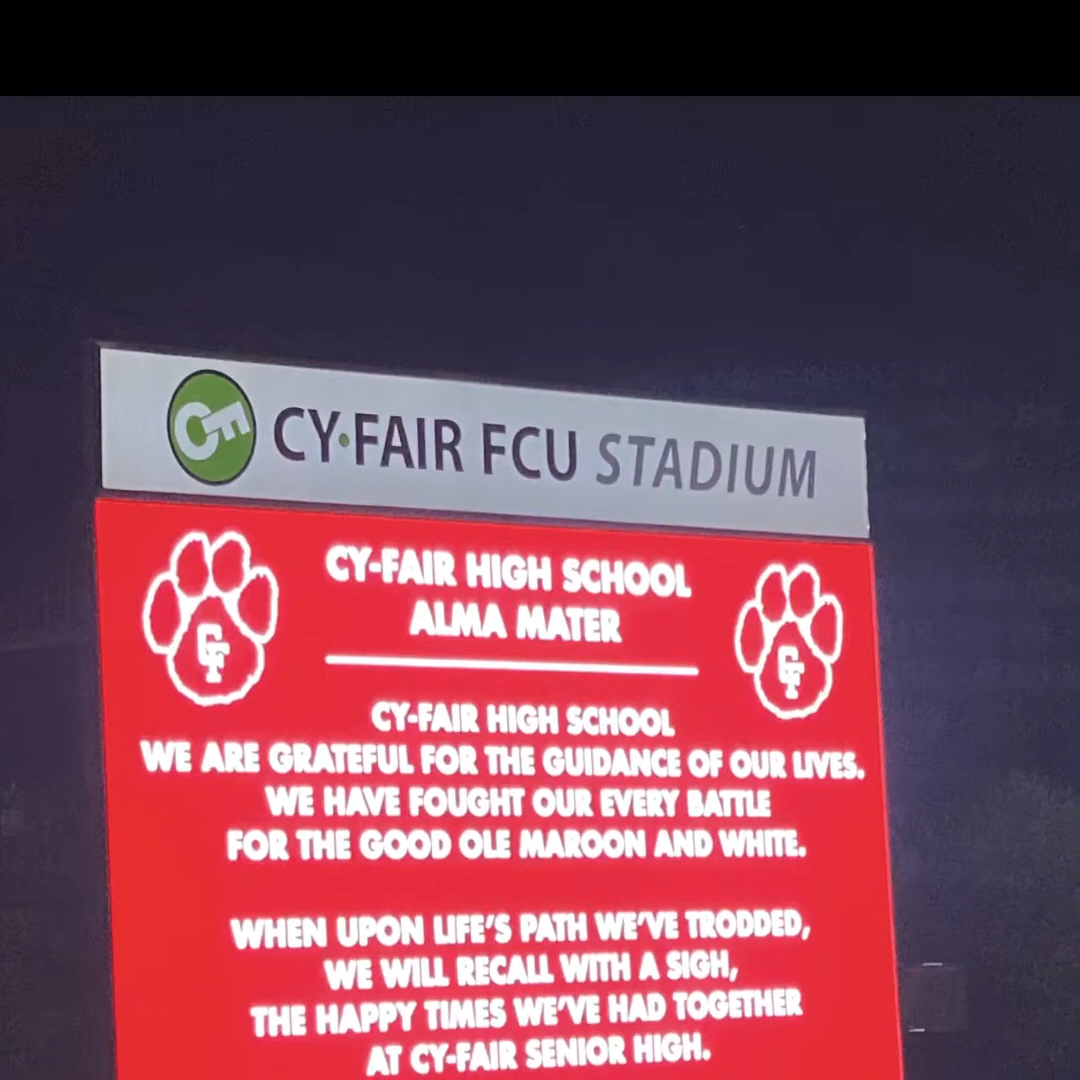 CF CY·FAIR FCU STADIUM
CY-FAIR HIGH SCHOOL
ALMA MATER
CF
CF
CY-FAIR HIGH SCHOOL
WE ARE GRATEFUL FOR THE GUIDANCE OF OUR LIVES.
WE HAVE FOUGHT OUR EVERY BATTLE
FOR THE GOOD OLE MAROON AND WHITE.
WHEN UPON LIFE'S PATH WE'VE TRODDED,
WE WILL RECALL WITH A SIGH,
THE HAPPY TIMES WE'VE HAD TOGETHER
AT CY-FAIR SENIOR HIGH.